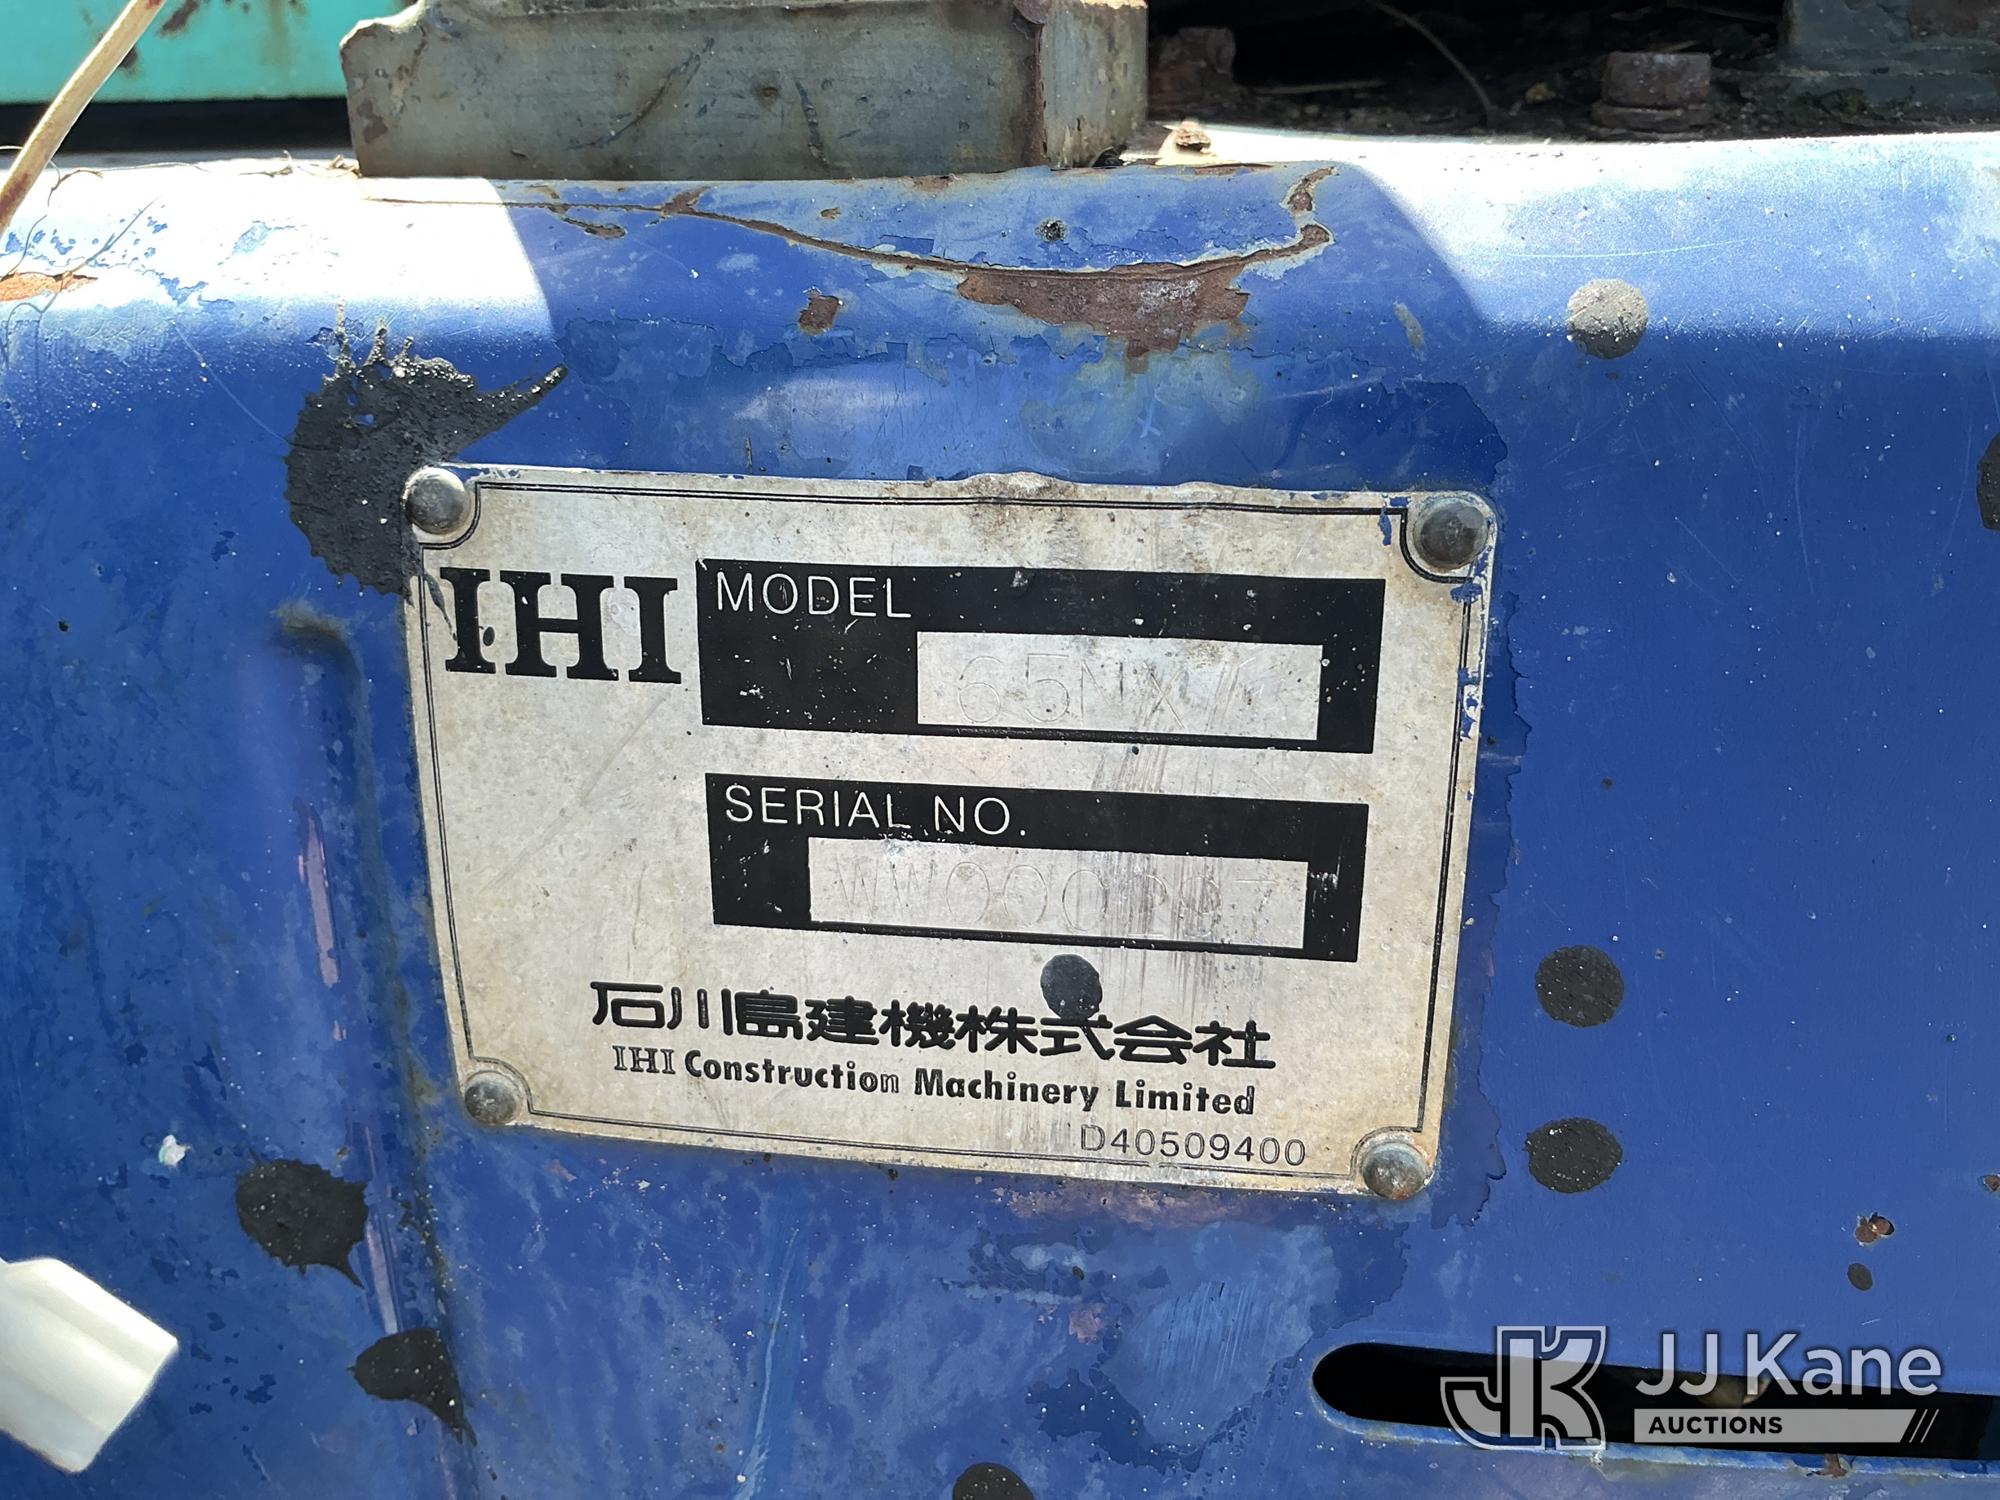 IHI
MODEL
65NX
SERIAL NO.
石川島建機株式会社
IHI Construction Machinery Limited
D40509400
JJ Kane
AUCTIONS